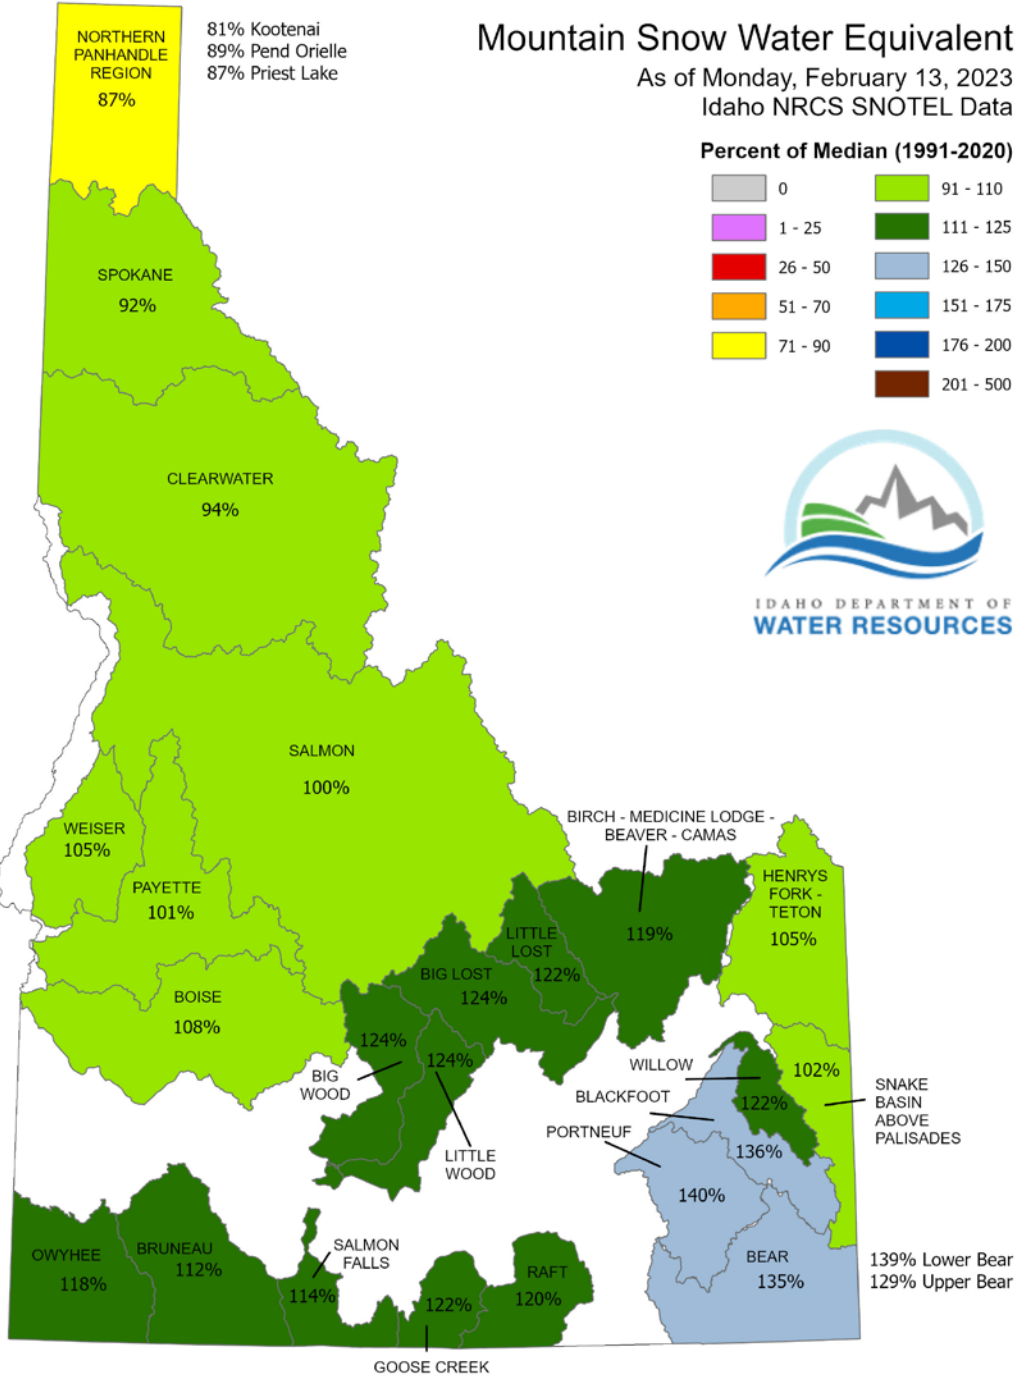 Mountain Snow Water Equivalent
As of Monday, February 13, 2023
Idaho NRCS SNOTEL Data
Percent of Median (1991-2020)
0
1 - 25
26 - 50
51 - 70
71 - 90
91 - 110
111 - 125
126 - 150
151 - 175
176 - 200
201 - 500
IDAHO DEPARTMENT OF
WATER RESOURCES
NORTHERN
PANHANDLE
REGION
87%
81% Kootenai
89% Pend Orielle
87% Priest Lake
SPOKANE
92%
CLEARWATER
94%
SALMON
100%
WEISER
105%
PAYETTE
101%
BOISE
108%
BIRCH - MEDICINE LODGE -
BEAVER - CAMAS
119%
HENRYS
FORK -
TETON
105%
LITTLE
LOST
122%
BIG LOST
124%
124%
BIG
WOOD
124%
LITTLE
WOOD
WILLOW
122%
BLACKFOOT
136%
PORTNEUF
140%
102%
SNAKE
BASIN
ABOVE
PALISADES
BEAR
135%
139% Lower Bear
129% Upper Bear
OWYHEE
118%
BRUNEAU
112%
SALMON
FALLS
114%
122%
GOOSE CREEK
RAFT
120%